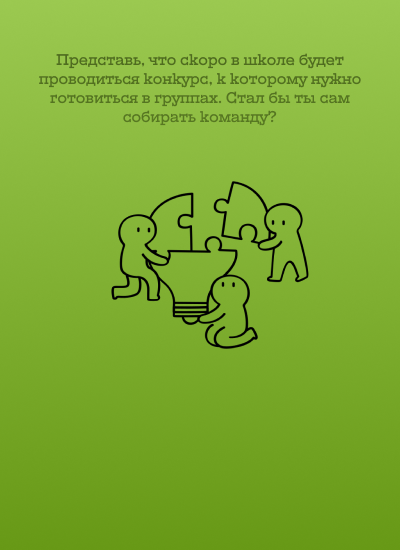 Представь, что скоро в школе будет
проводиться конкурс, к которому нужно
готовиться в группах. Стал бы ты сам
собирать команду?